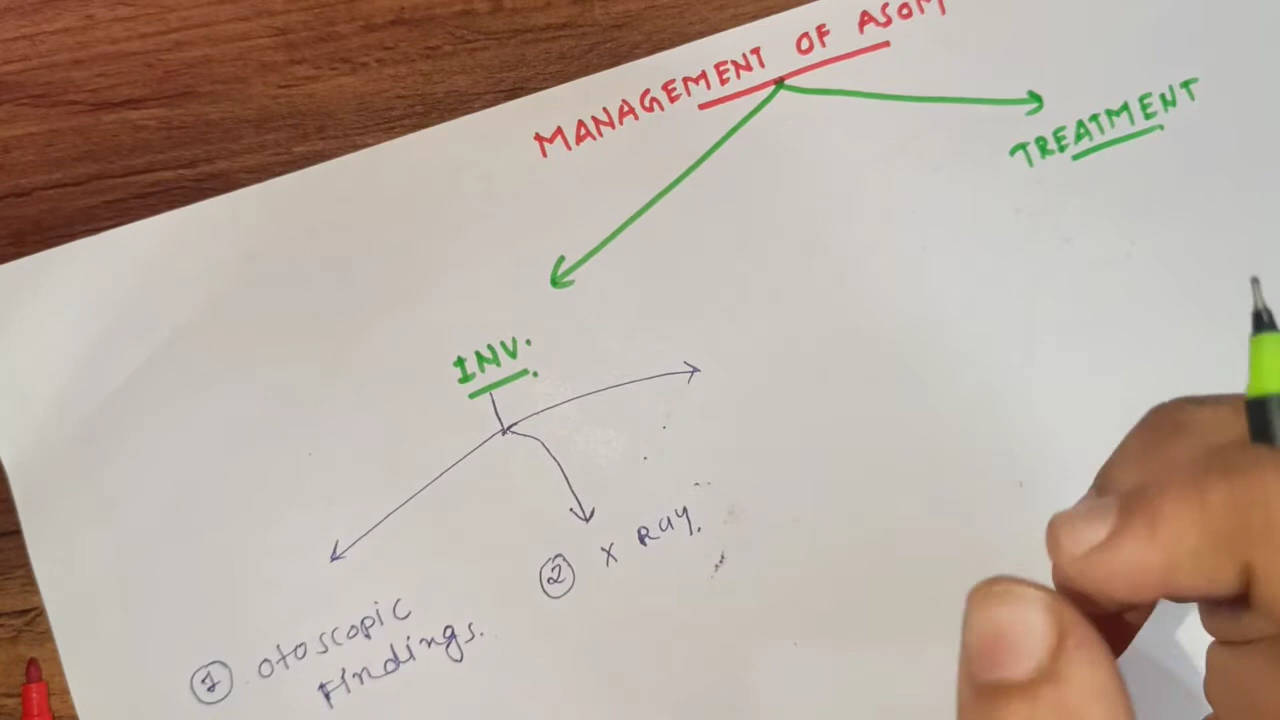 MANAGEMENT OF ASOM
TREATMENT
INV.
② X RAY.
① otoscopic
Findings.